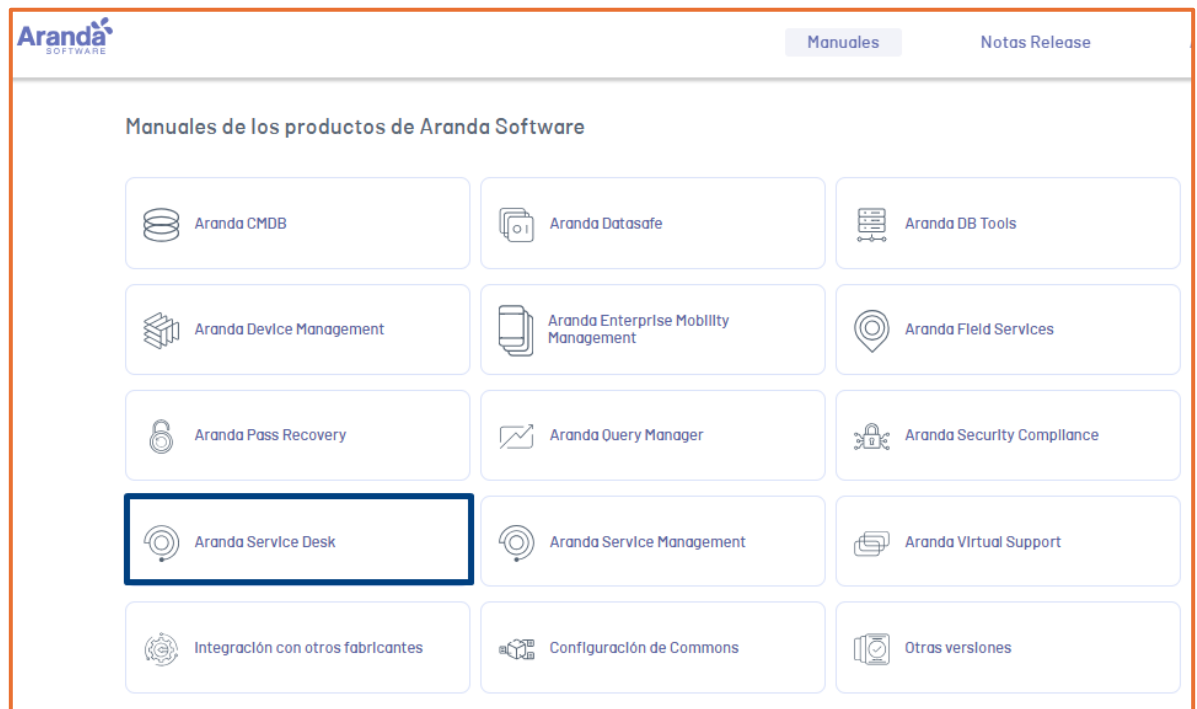 Aranda
SOFTWARE
Manuales
Notas Release
Manuales de los productos de Aranda Software
Aranda CMDB
Aranda Datasafe
Aranda DB Tools
Aranda Device Management
Aranda Enterprise Mobility
Management
Aranda Field Services
Aranda Pass Recovery
Aranda Query Manager
Aranda Security Compliance
Aranda Service Desk
Aranda Service Management
Aranda Virtual Support
Integración con otros fabricantes
Configuración de Commons
Otras versiones